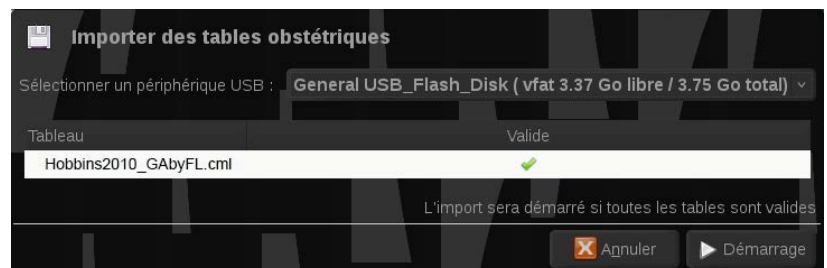 Importer des tables obstétriques
Sélectionner un périphérique USB : General USB_Flash_Disk ( vfat 3.37 Go libre / 3.75 Go total)
Tableau Valide
Hobbins2010_GAbyFL.cml
L'import sera démarré si toutes les tables sont valides
Annuler Démarrage